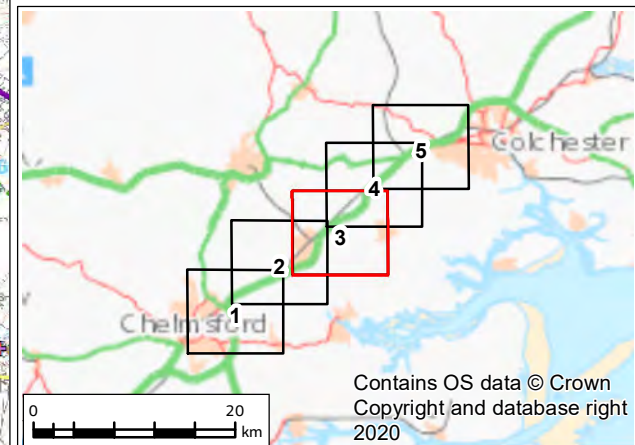 Colchester
5
4
3
2
1
Chelmsford
0 20
km
Contains OS data © Crown
Copyright and database right
2020